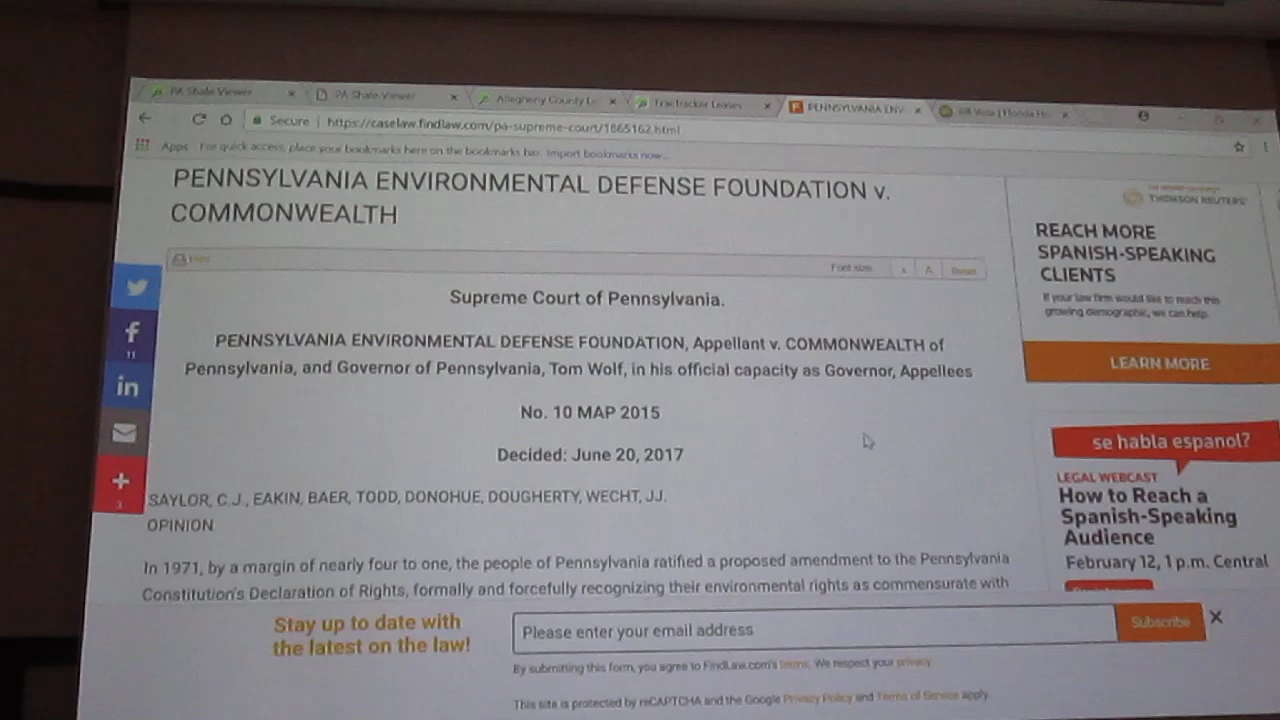 PA Shale Viewer
PA Shale Viewer
Allegheny County L
FracTracker Leases
PENNSYLVANIA ENV
Secure | https://caselaw.findlaw.com/pa-supreme-court/1865162.html
Apps For quick access, place your bookmarks here on the bookmarks bar. Import bookmarks now...
PENNSYLVANIA ENVIRONMENTAL DEFENSE FOUNDATION v.
COMMONWEALTH
Print
Font size: A A Reset
Supreme Court of Pennsylvania.
PENNSYLVANIA ENVIRONMENTAL DEFENSE FOUNDATION, Appellant v. COMMONWEALTH of
Pennsylvania, and Governor of Pennsylvania, Tom Wolf, in his official capacity as Governor, Appellees
No. 10 MAP 2015
Decided: June 20, 2017
SAYLOR, C.J., EAKIN, BAER, TODD, DONOHUE, DOUGHERTY, WECHT, JJ.
OPINION
In 1971, by a margin of nearly four to one, the people of Pennsylvania ratified a proposed amendment to the Pennsylvania
Constitution's Declaration of Rights, formally and forcefully recognizing their environmental rights as commensurate with
11
3
THOMSON REUTERS
REACH MORE
SPANISH-SPEAKING
CLIENTS
If your law firm would like to reach this
growing demographic, we can help.
LEARN MORE
se habla espanol?
LEGAL WEBCAST
How to Reach a
Spanish-Speaking
Audience
February 12, 1 p.m. Central
Stay up to date with
the latest on the law!
Please enter your email address
Subscribe
By submitting this form, you agree to FindLaw.com's terms. We respect your privacy.
This site is protected by reCAPTCHA and the Google Privacy Policy and Terms of Service apply.